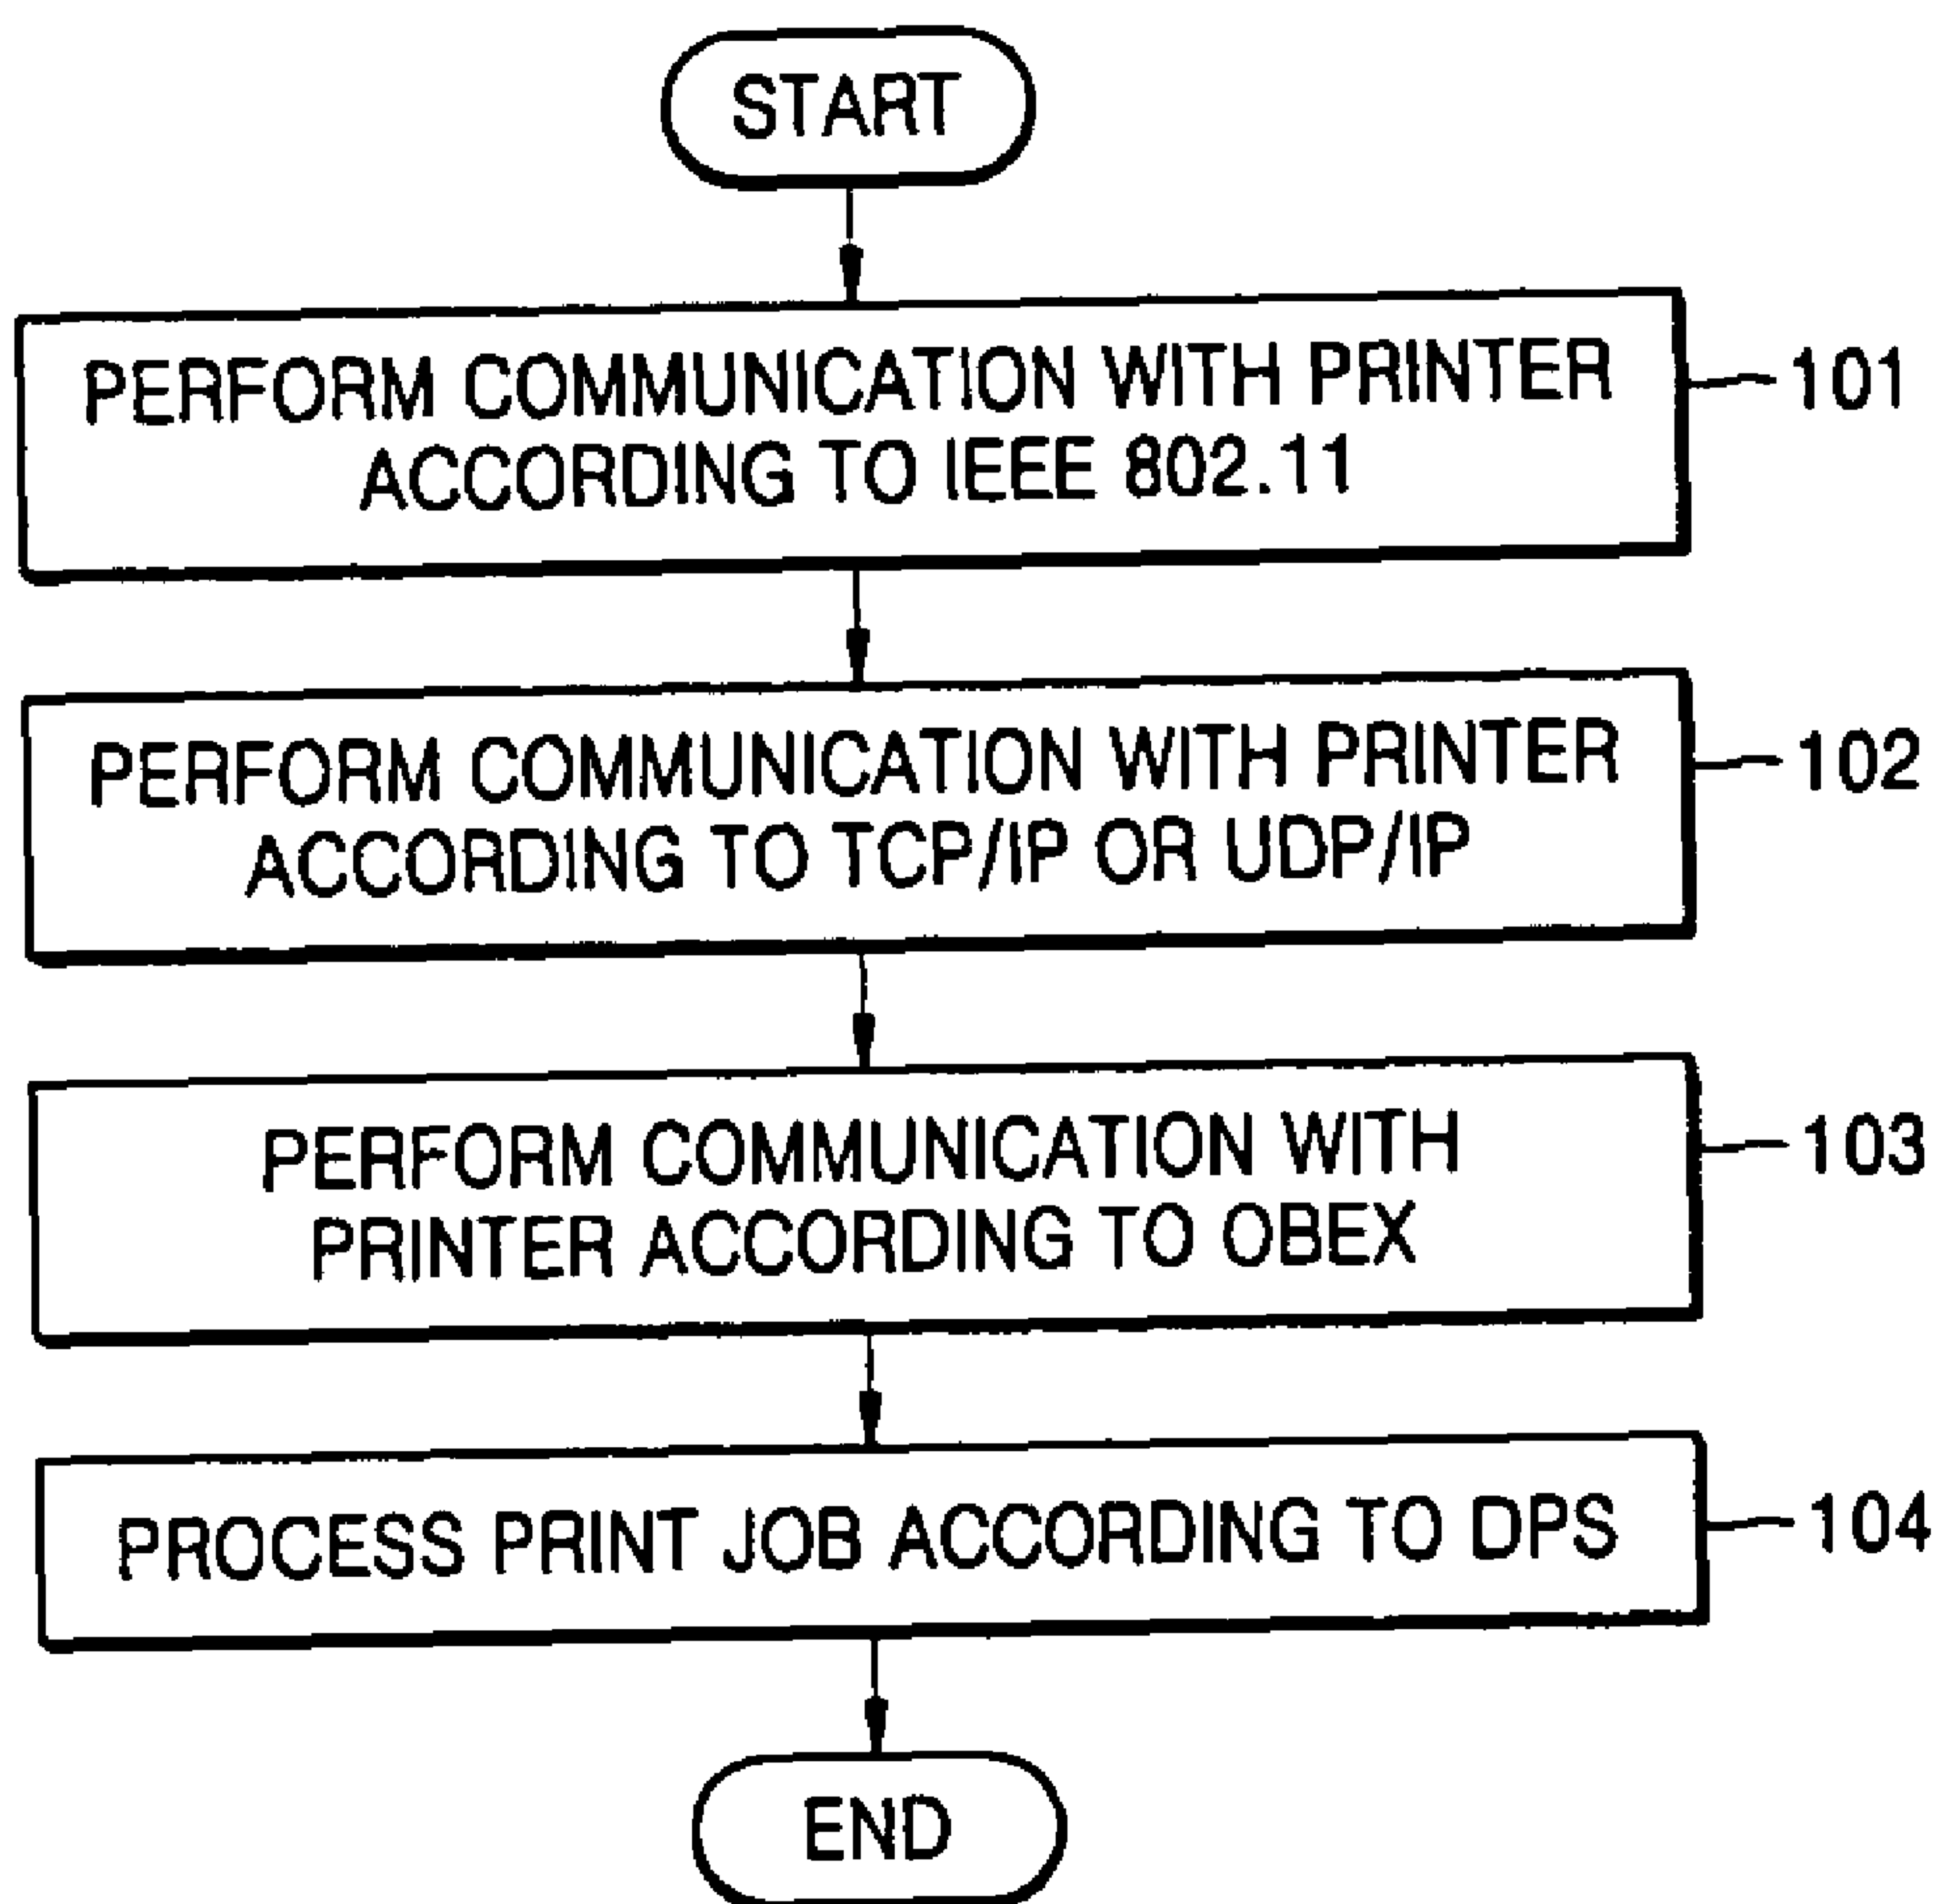 START
PERFORM COMMUNICATION WITH PRINTER
ACCORDING TO IEEE 802.11
101
PERFORM COMMUNICATION WITH PRINTER
ACCORDING TO TCP/IP OR UDP/IP
102
PERFORM COMMUNICATION WITH
PRINTER ACCORDING TO OBEX
103
PROCESS PRINT JOB ACCORDING TO DPS
104
END